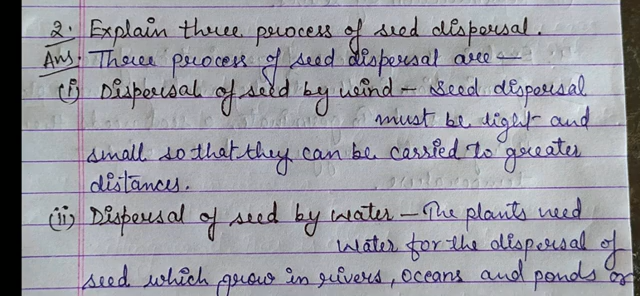 2. Explain three process of seed dispersal.
Ans. Three process of seed dispersal are —
(i) Dispersal of seed by wind – Seed dispersal
must be light and
small so that they can be carried to greater
distances.
(ii) Dispersal of seed by water – The plants need
water for the dispersal of
seed which grow in rivers, oceans and ponds or